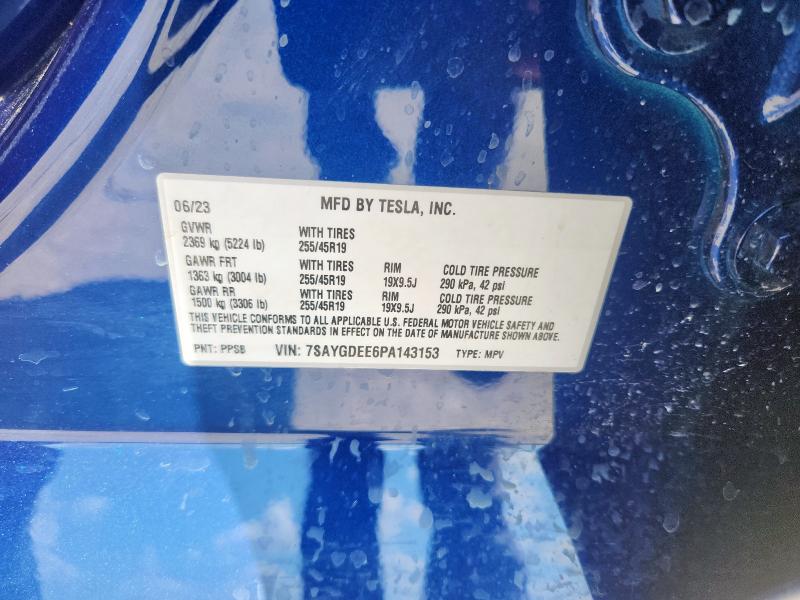 06/23 MFD BY TESLA, INC.
GVWR
2369 kg (5224 lb) WITH TIRES 255/45R19
GAWR FRT
1363 kg (3004 lb) WITH TIRES 255/45R19 RIM 19X9.5J COLD TIRE PRESSURE 290 kPa, 42 psi
GAWR RR
1500 kg (3306 lb) WITH TIRES 255/45R19 RIM 19X9.5J COLD TIRE PRESSURE 290 kPa, 42 psi
THIS VEHICLE CONFORMS TO ALL APPLICABLE U.S. FEDERAL MOTOR VEHICLE SAFETY AND
THEFT PREVENTION STANDARDS IN EFFECT ON THE DATE OF MANUFACTURE SHOWN ABOVE.
PNT: PPSB VIN: 7SAYGDEE6PA143153 TYPE: MPV